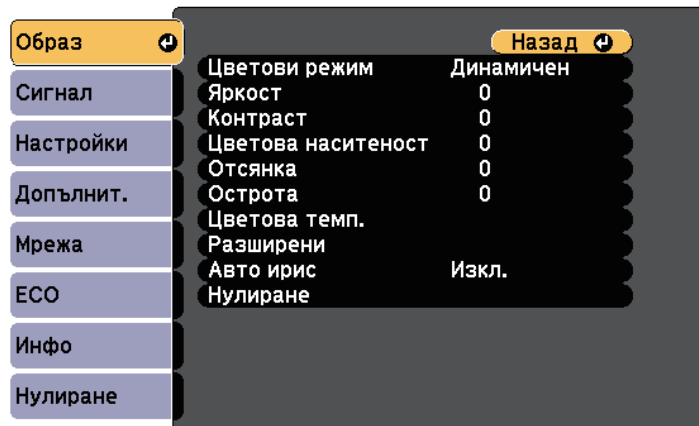 Образ
Сигнал
Настройки
Допълнит.
Мрежа
ECO
Инфо
Нулиране
Назад
Цветови режим Динамичен
Яркост 0
Контраст 0
Цветова наситеност 0
Отсянка 0
Острота 0
Цветова темп.
Разширени
Авто ирис Изкл.
Нулиране